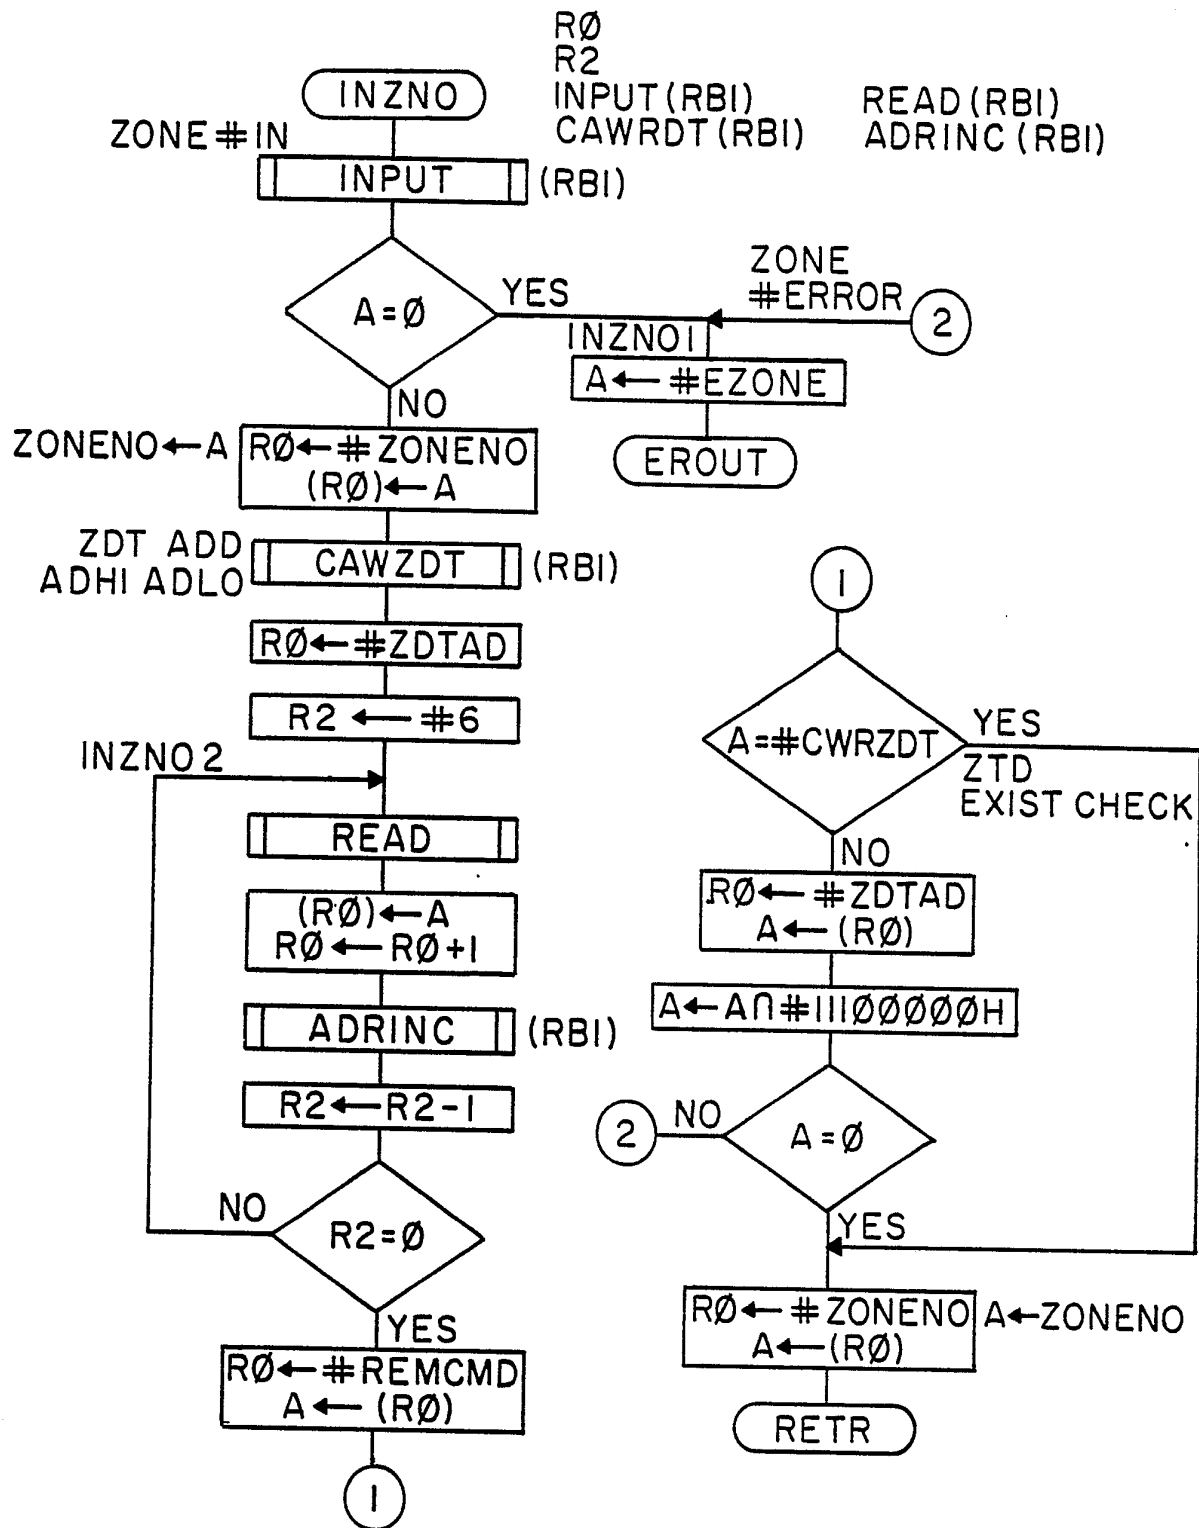 RØ
R2
INPUT(RBI) READ(RBI)
CAWRDT(RBI) ADRINC(RBI)
INZNO
ZONE#IN
INPUT (RBI)
A=Ø
YES
ZONE
#ERROR
2
INZNO1
A←#EZONE
EROUT
NO
ZONENO←A
RØ←#ZONENO
(RØ)←A
ZDT ADD
ADHI ADLO
CAWZDT (RBI)
RØ←#ZDTAD
R2←#6
INZNO2
READ
(RØ)←A
RØ←RØ+1
ADRINC (RBI)
R2←R2-1
R2=Ø
NO
YES
RØ←#REMCMD
A←(RØ)
1
1
A=#CWRZDT
YES
ZTD
EXIST CHECK
NO
RØ←#ZDTAD
A←(RØ)
A←A∩#111ØØØØØH
A=Ø
NO
2
YES
RØ←#ZONENO
A←(RØ)
A←ZONENO
RETR